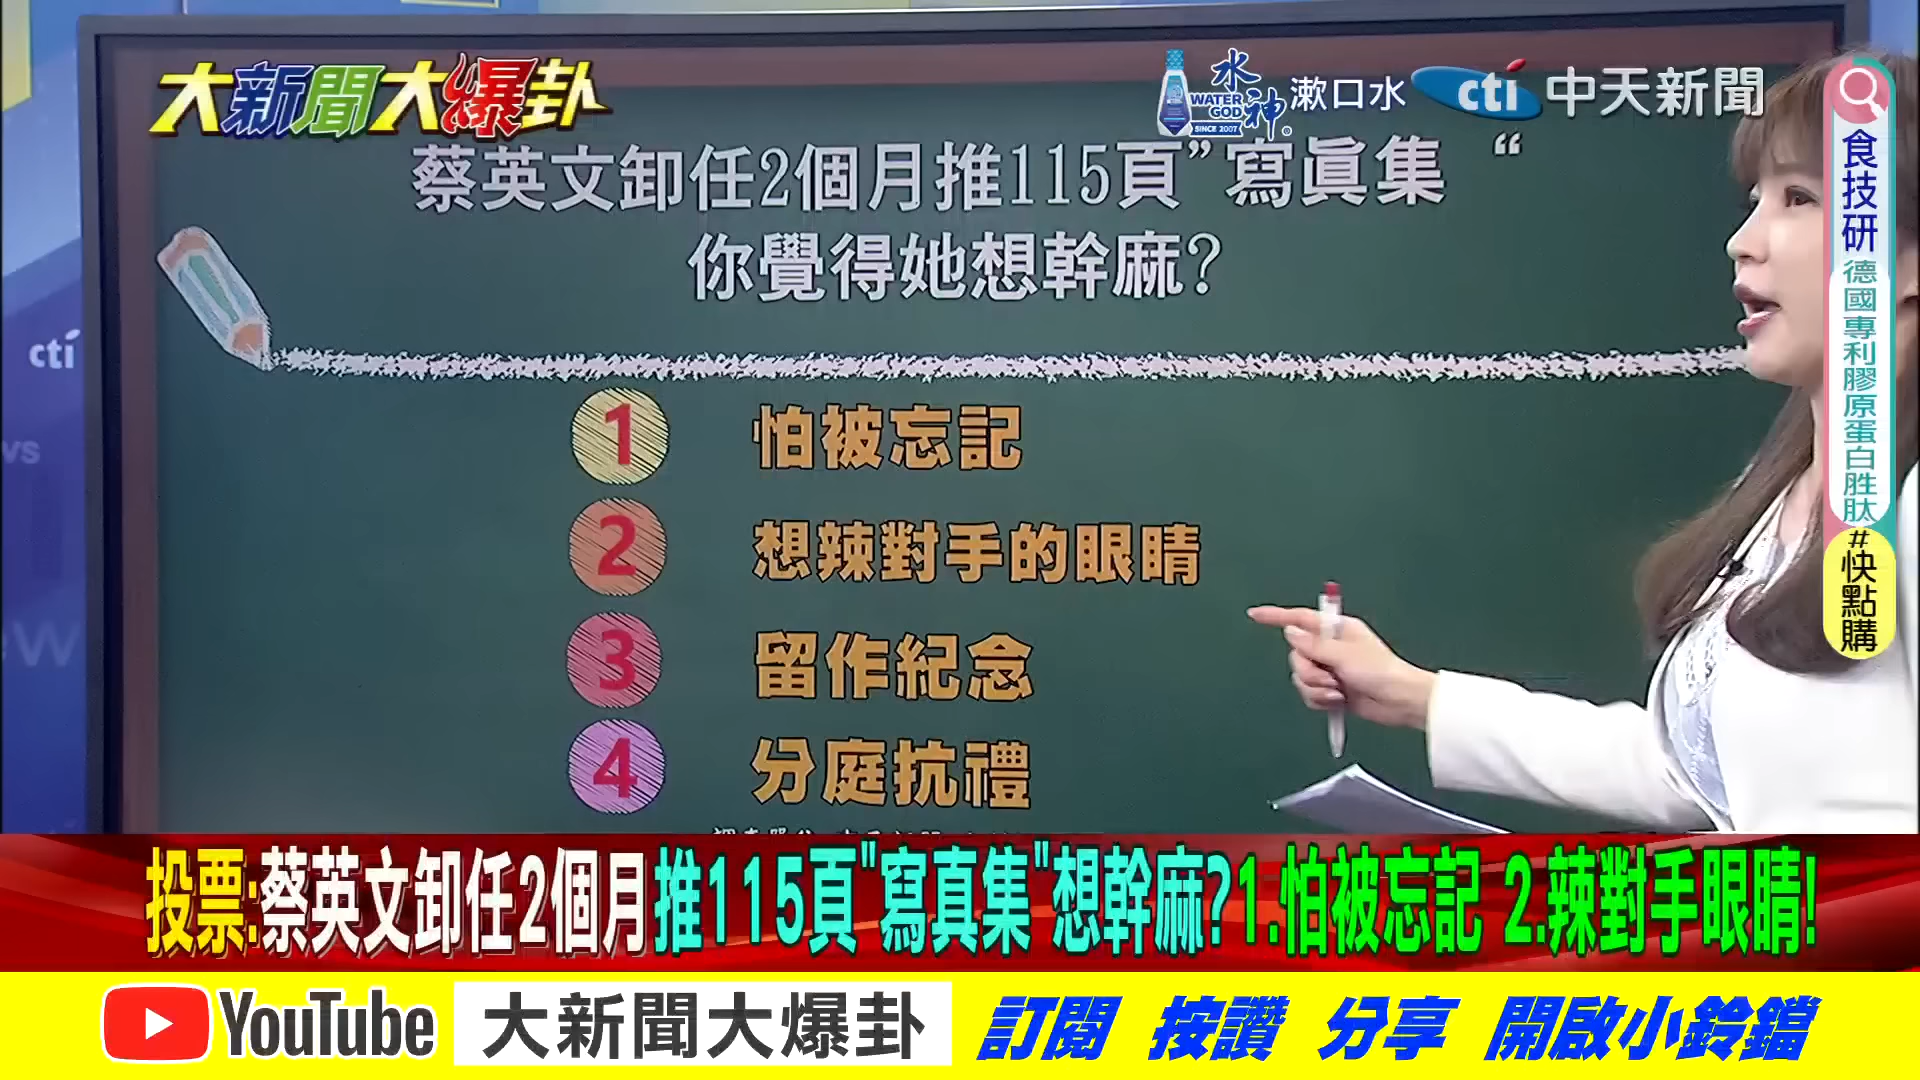 大新聞大爆卦
水神
WATER GOD
SINCE 2007
漱口水
cti 中天新聞
蔡英文卸任2個月推115頁”寫眞集 “
你覺得她想幹麻?
1 怕被忘記
2 想辣對手的眼睛
3 留作紀念
4 分庭抗禮
cti
食技研
德國專利膠原蛋白胜肽
#快點購
投票:蔡英文卸任2個月推115頁"寫真集"想幹麻?1.怕被忘記 2.辣對手眼睛!
YouTube 大新聞大爆卦 訂閱 按讚 分享 開啟小鈴鐺